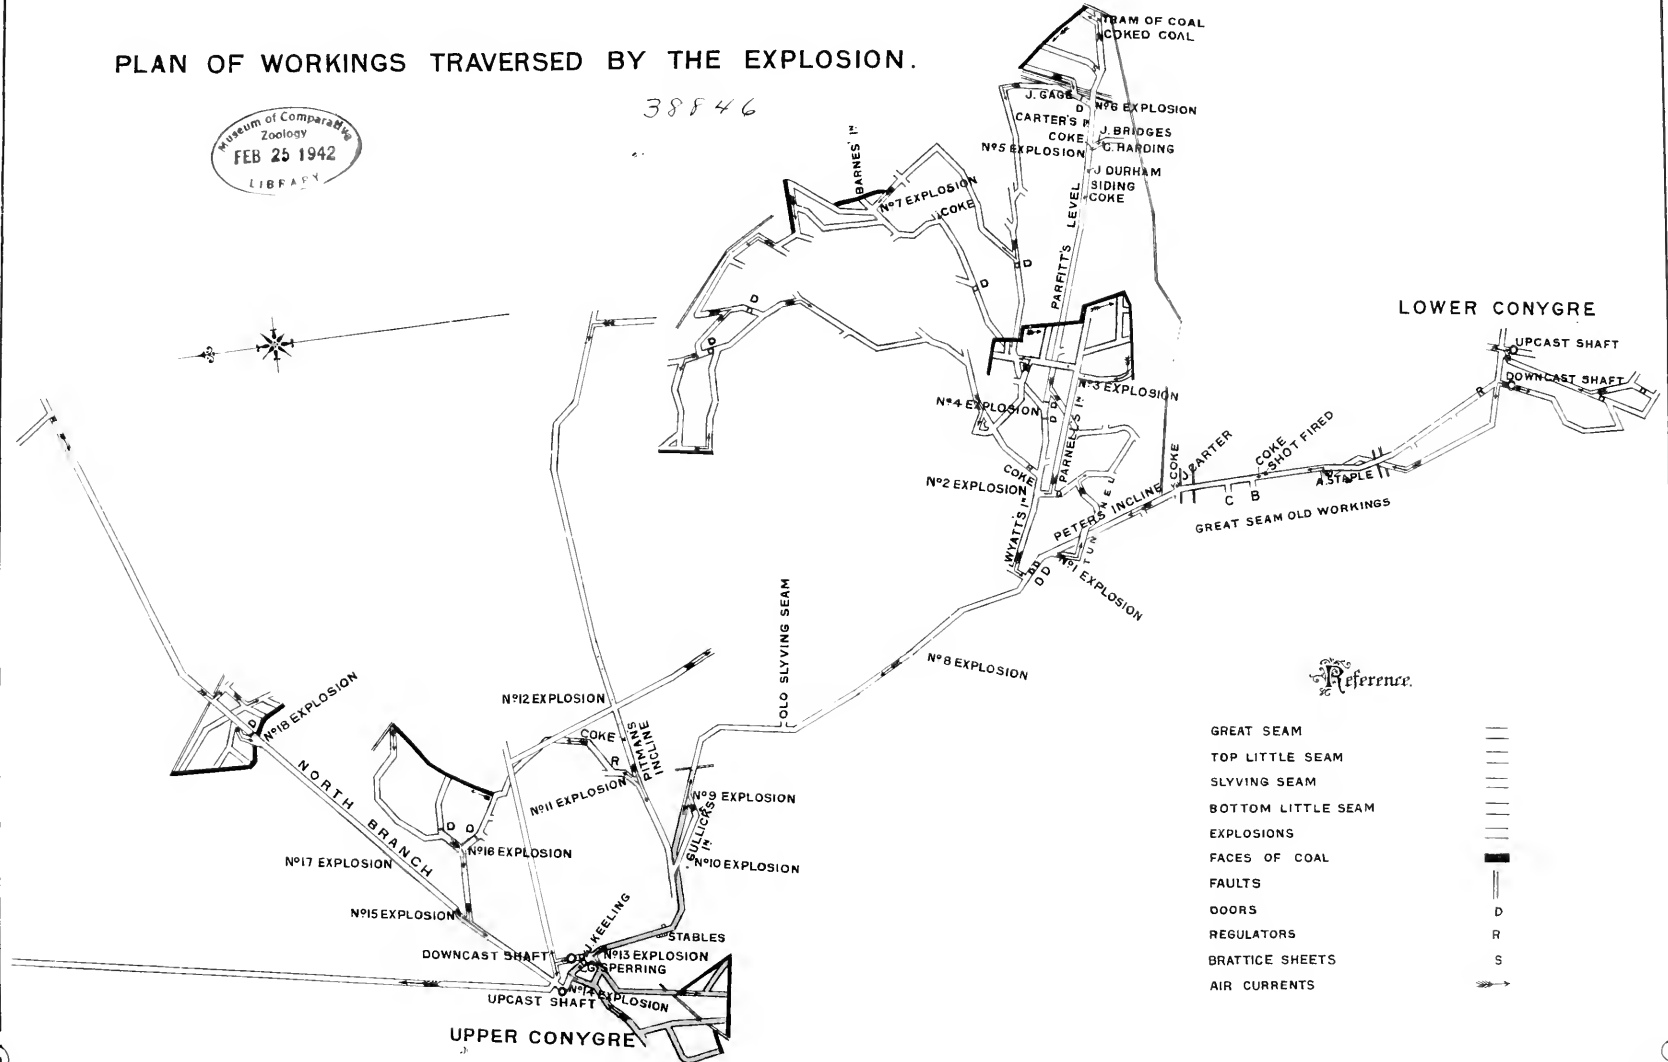 PLAN OF WORKINGS TRAVERSED BY THE EXPLOSION.
38846
Museum of Comparative
Zoology
FEB 25 1942
LIBRARY
TRAM OF COAL
COKED COAL
J. GAGE
D
Nº6 EXPLOSION
CARTER'S
COKE
J. BRIDGES
Nº5 EXPLOSION
C. HARDING
J DURHAM
SIDING
COKE
PARFITT'S LEVEL
BARNES' IN
Nº7 EXPLOSION
COKE
D
D
D
D
LOWER CONYGRE
UPCAST SHAFT
DOWNCAST SHAFT
R
Nº3 EXPLOSION
Nº4 EXPLOSION
D
D
PARNELL'S IN
COKE
Nº2 EXPLOSION
WYATT'S IN
COKE
J. CARTER
COKE
SHOT FIRED
A. STAPLE
C
B
PETERS INCLINE
TUNNEL
GREAT SEAM OLD WORKINGS
D
D
Nº1 EXPLOSION
OLD SLYVING SEAM
Nº8 EXPLOSION
Nº12 EXPLOSION
Nº18 EXPLOSION
D
COKE
R
PITMANS
INCLINE
Nº11 EXPLOSION
Nº9 EXPLOSION
GULLICKS
IN
Nº10 EXPLOSION
D
D
Nº16 EXPLOSION
NORTH BRANCH
Nº17 EXPLOSION
Nº15 EXPLOSION
J. KEELING
STABLES
DOWNCAST SHAFT
Nº13 EXPLOSION
G. SPERRING
Nº14 EXPLOSION
UPCAST SHAFT
UPPER CONYGRE
Reference.
GREAT SEAM
TOP LITTLE SEAM
SLYVING SEAM
BOTTOM LITTLE SEAM
EXPLOSIONS
FACES OF COAL
FAULTS
DOORS D
REGULATORS R
BRATTICE SHEETS S
AIR CURRENTS